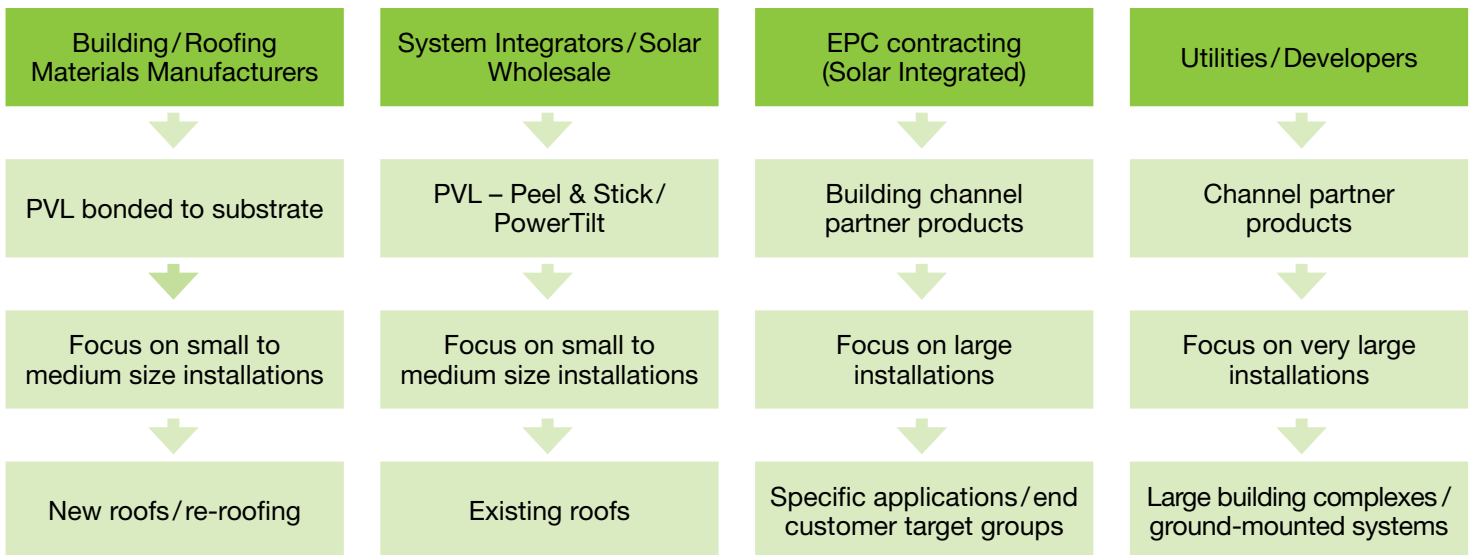 Building/Roofing
Materials Manufacturers
System Integrators/Solar
Wholesale
EPC contracting
(Solar Integrated)
Utilities/Developers
PVL bonded to substrate
PVL – Peel & Stick/
PowerTilt
Building channel
partner products
Channel partner
products
Focus on small to
medium size installations
Focus on small to
medium size installations
Focus on large
installations
Focus on very large
installations
New roofs/re-roofing
Existing roofs
Specific applications/end
customer target groups
Large building complexes/
ground-mounted systems